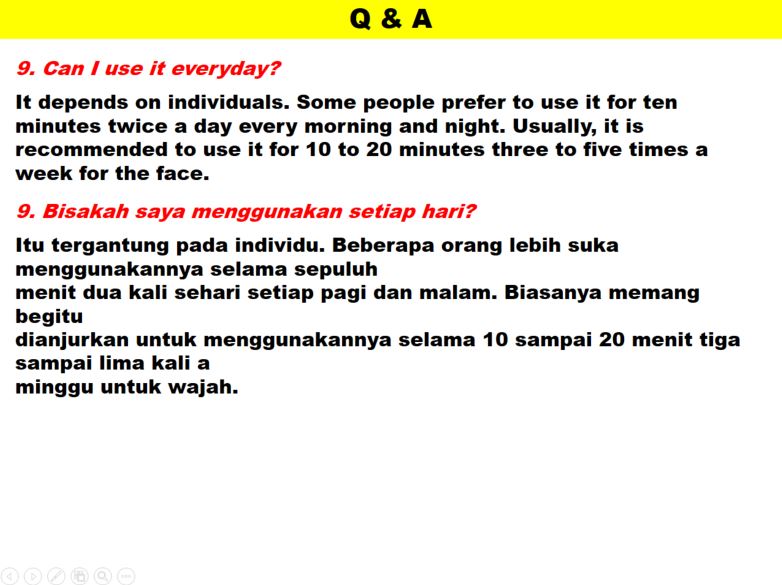 Q & A
9. Can I use it everyday?
It depends on individuals. Some people prefer to use it for ten
minutes twice a day every morning and night. Usually, it is
recommended to use it for 10 to 20 minutes three to five times a
week for the face.
9. Bisakah saya menggunakan setiap hari?
Itu tergantung pada individu. Beberapa orang lebih suka
menggunakannya selama sepuluh
menit dua kali sehari setiap pagi dan malam. Biasanya memang
begitu
dianjurkan untuk menggunakannya selama 10 sampai 20 menit tiga
sampai lima kali a
minggu untuk wajah.